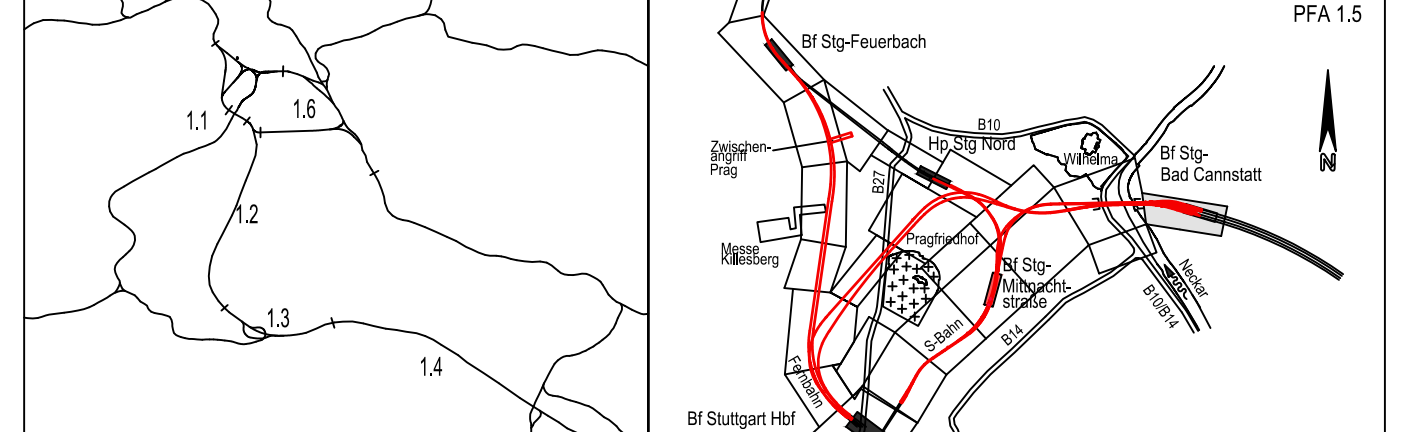 1.1
1.6
1.2
1.3
1.4
PFA 1.5
Bf Stg-Feuerbach
B10
Hp Stg Nord
Zwischen-
angriff
Prag
Wilhelma
Bf Stg-
Bad Cannstatt
B27
Messe
Killesberg
Pragfriedhof
Bf Stg-
Mittnacht-
straße
Neckar
B10/B14
S-Bahn
B14
Fernbahn
Bf Stuttgart Hbf
N